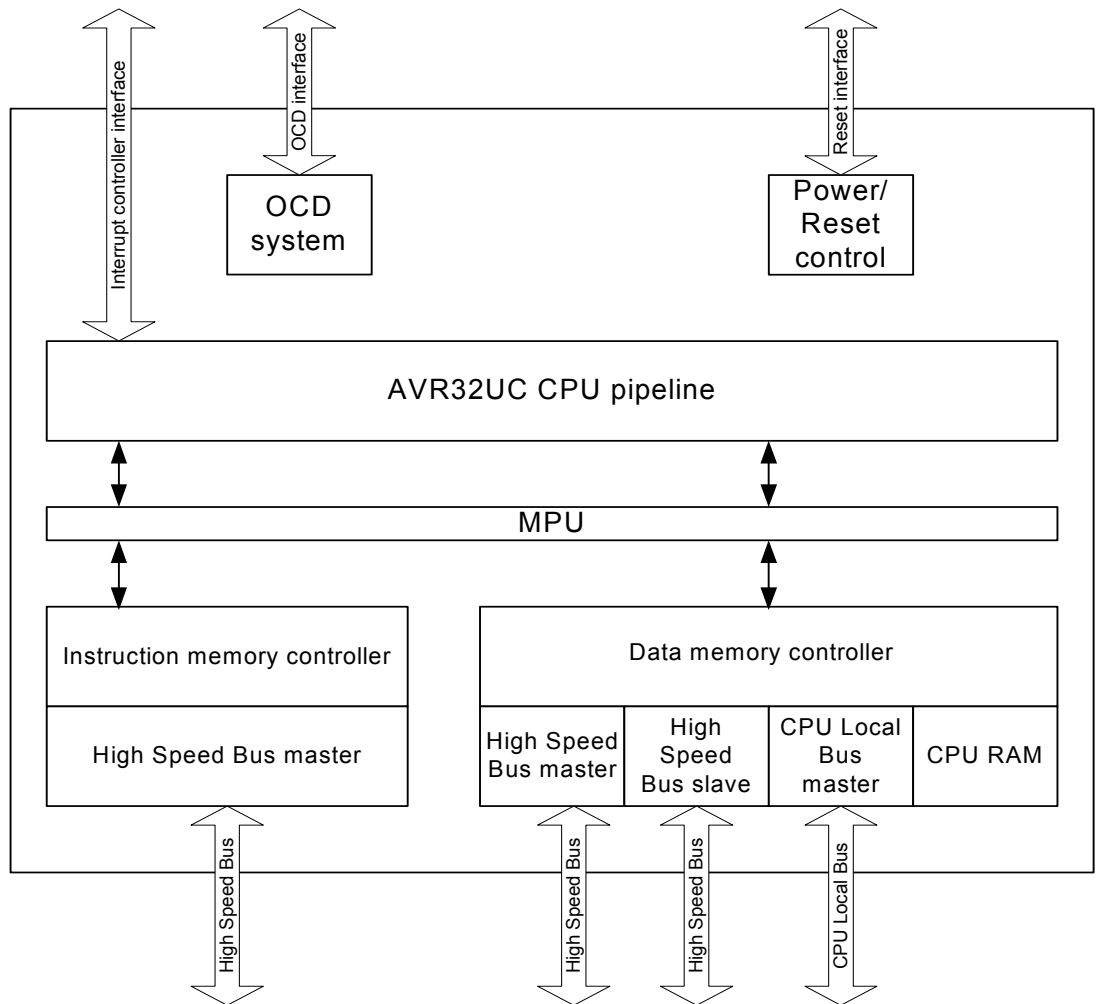 Interrupt controller interface
OCD interface
Reset interface
OCD
system
Power/
Reset
control
AVR32UC CPU pipeline
MPU
Instruction memory controller
High Speed Bus master
Data memory controller
High Speed
Bus master
High
Speed
Bus slave
CPU Local
Bus
master
CPU RAM
High Speed Bus
High Speed Bus
High Speed Bus
CPU Local Bus